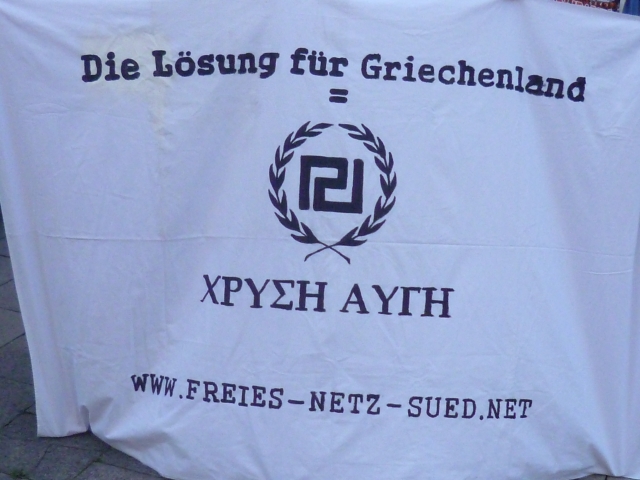 Die Lösung für Griechenland
=
ΧΡΥΣΗ ΑΥΓΗ
WWW.FREIES-NETZ-SUED.NET